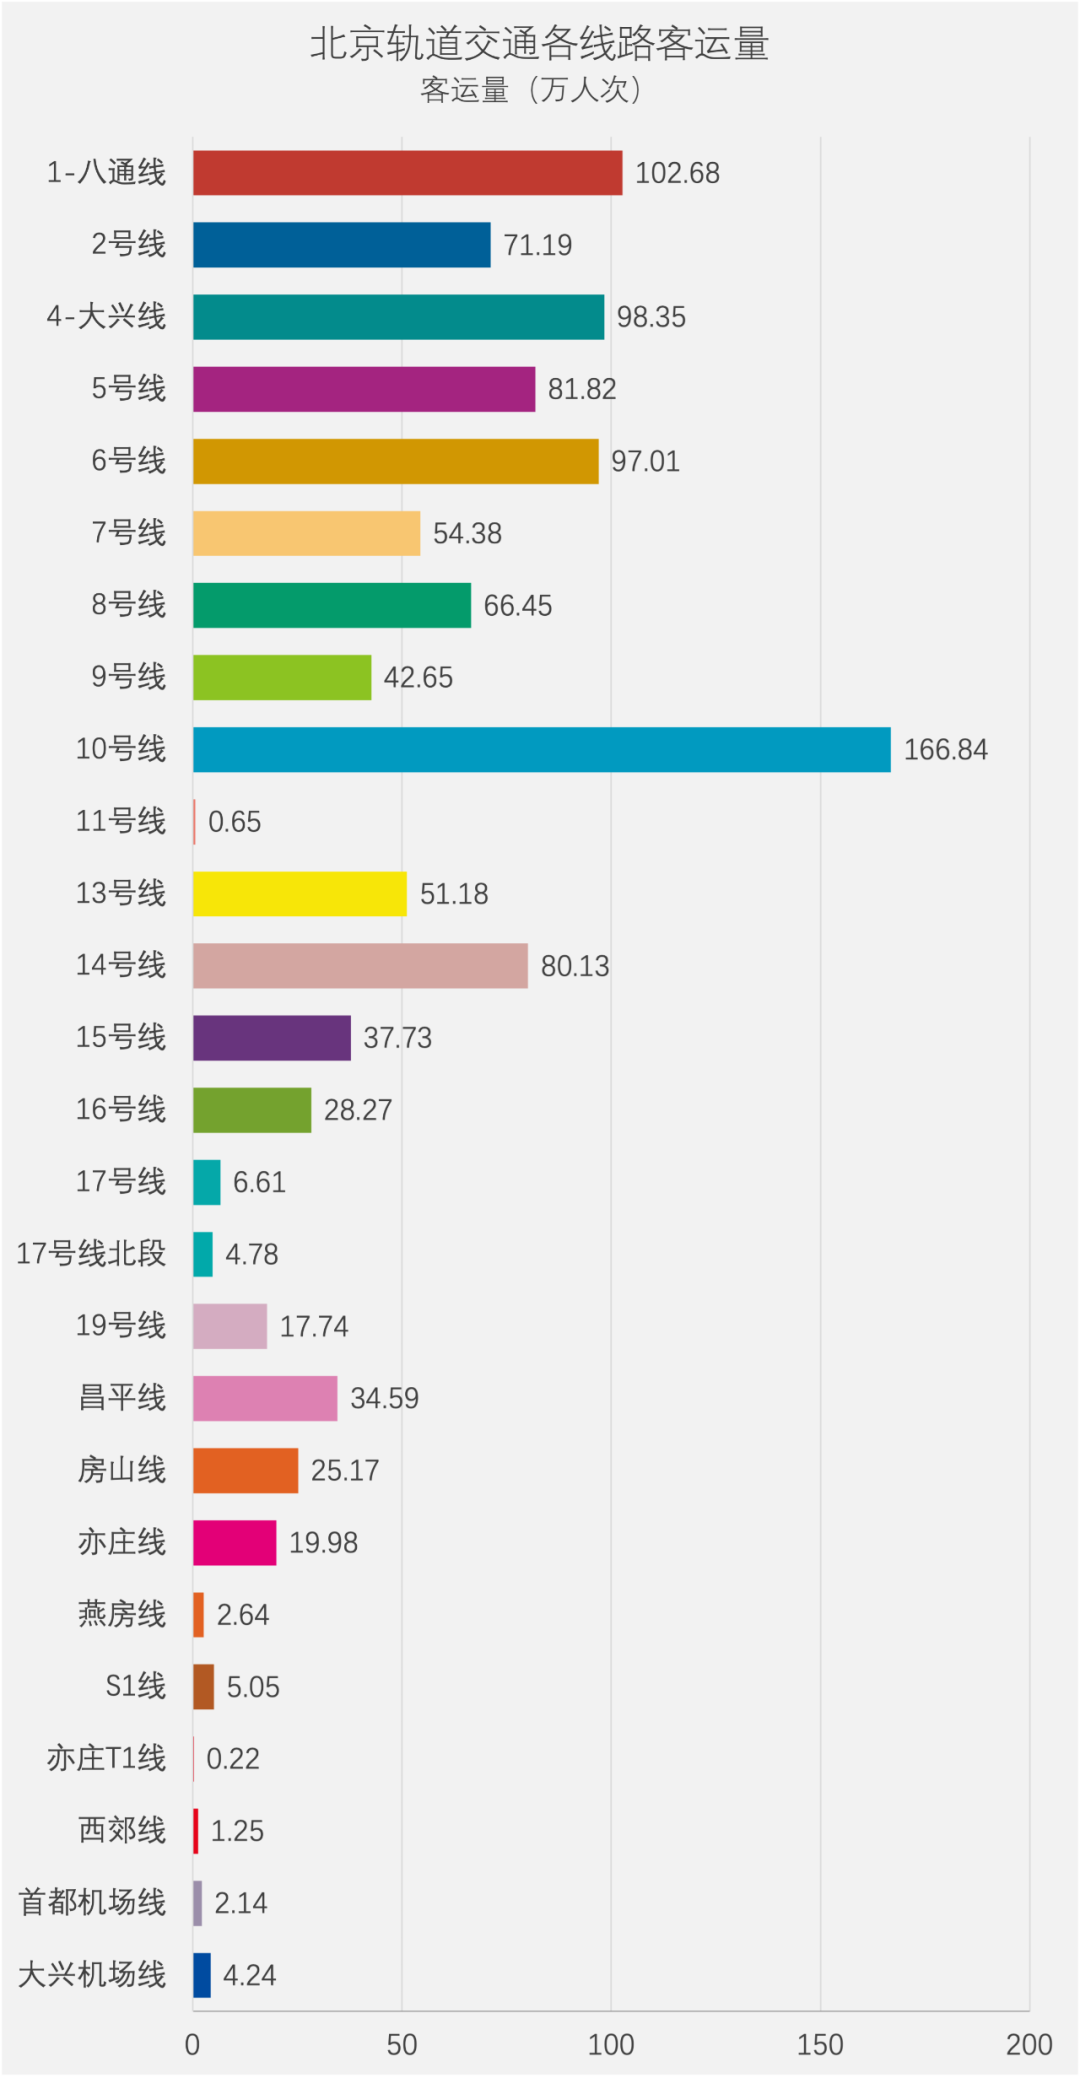 北京轨道交通各线路客运量
客运量（万人次）
1-八通线 102.68
2号线 71.19
4-大兴线 98.35
5号线 81.82
6号线 97.01
7号线 54.38
8号线 66.45
9号线 42.65
10号线 166.84
11号线 0.65
13号线 51.18
14号线 80.13
15号线 37.73
16号线 28.27
17号线 6.61
17号线北段 4.78
19号线 17.74
昌平线 34.59
房山线 25.17
亦庄线 19.98
燕房线 2.64
S1线 5.05
亦庄T1线 0.22
西郊线 1.25
首都机场线 2.14
大兴机场线 4.24
0 50 100 150 200